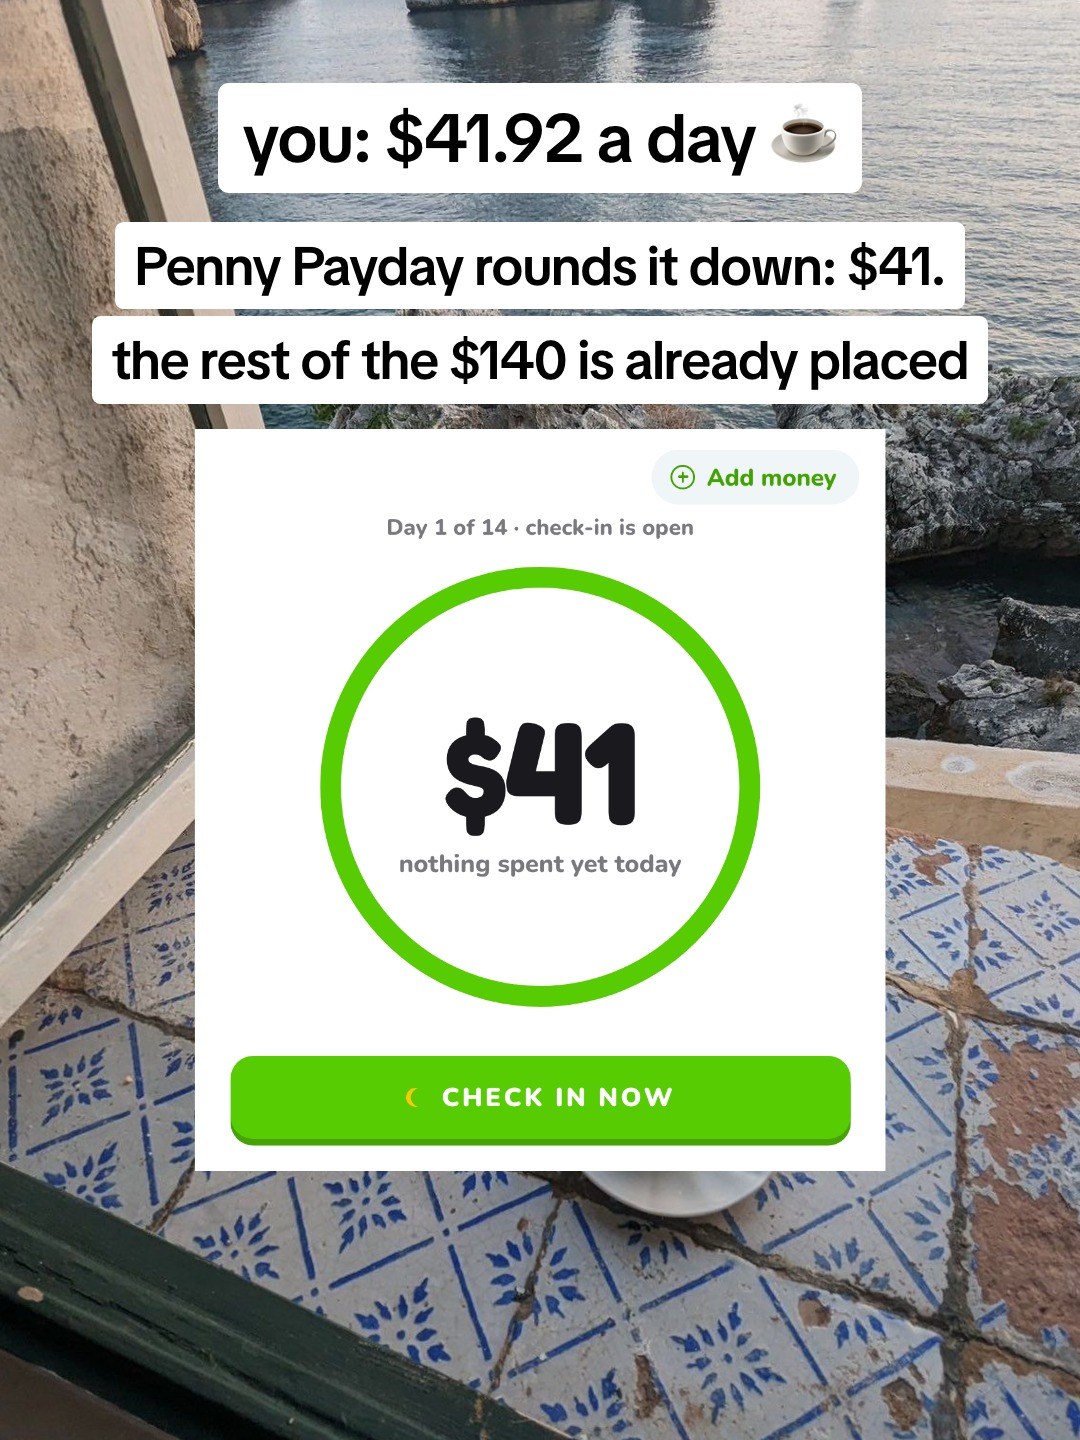 you: $41.92 a day ☕
Penny Payday rounds it down: $41.
the rest of the $140 is already placed
Add money
Day 1 of 14 · check-in is open
$41
nothing spent yet today
CHECK IN NOW